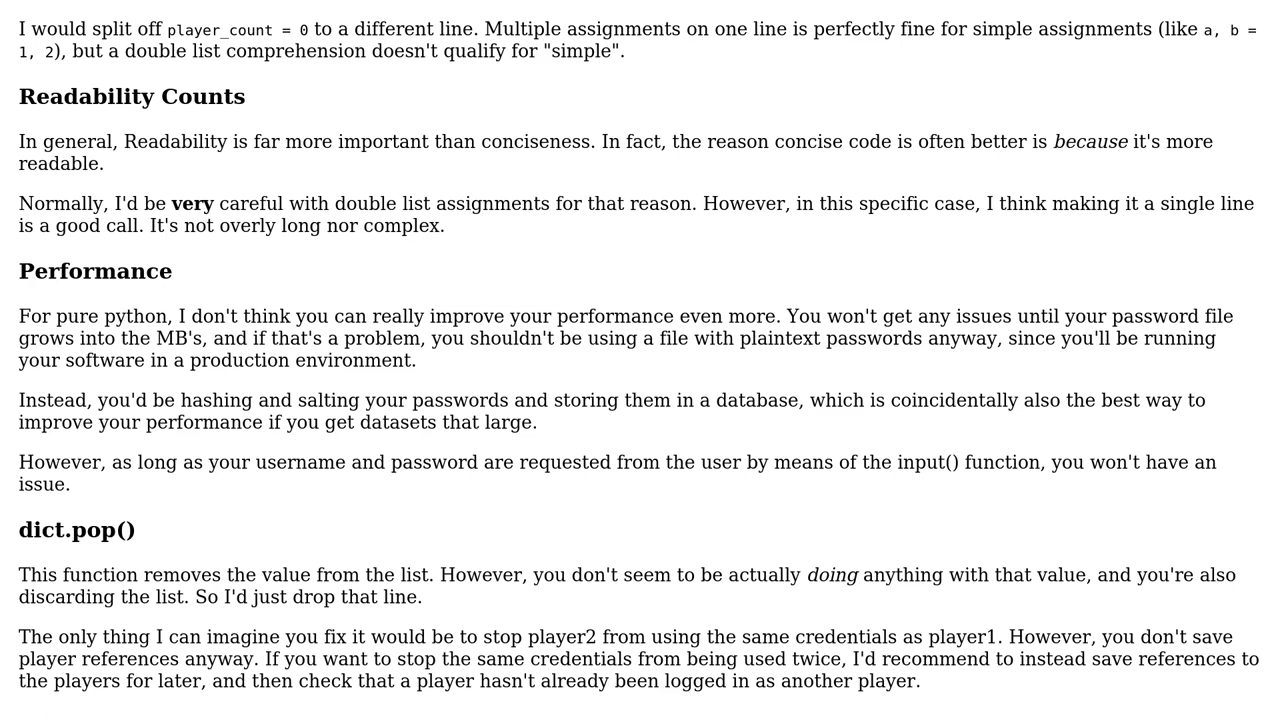 I would split off player_count = 0 to a different line. Multiple assignments on one line is perfectly fine for simple assignments (like a, b =
1, 2), but a double list comprehension doesn't qualify for "simple".
Readability Counts
In general, Readability is far more important than conciseness. In fact, the reason concise code is often better is because it's more
readable.
Normally, I'd be very careful with double list assignments for that reason. However, in this specific case, I think making it a single line
is a good call. It's not overly long nor complex.
Performance
For pure python, I don't think you can really improve your performance even more. You won't get any issues until your password file
grows into the MB's, and if that's a problem, you shouldn't be using a file with plaintext passwords anyway, since you'll be running
your software in a production environment.
Instead, you'd be hashing and salting your passwords and storing them in a database, which is coincidentally also the best way to
improve your performance if you get datasets that large.
However, as long as your username and password are requested from the user by means of the input() function, you won't have an
issue.
dict.pop()
This function removes the value from the list. However, you don't seem to be actually doing anything with that value, and you're also
discarding the list. So I'd just drop that line.
The only thing I can imagine you fix it would be to stop player2 from using the same credentials as player1. However, you don't save
player references anyway. If you want to stop the same credentials from being used twice, I'd recommend to instead save references to
the players for later, and then check that a player hasn't already been logged in as another player.